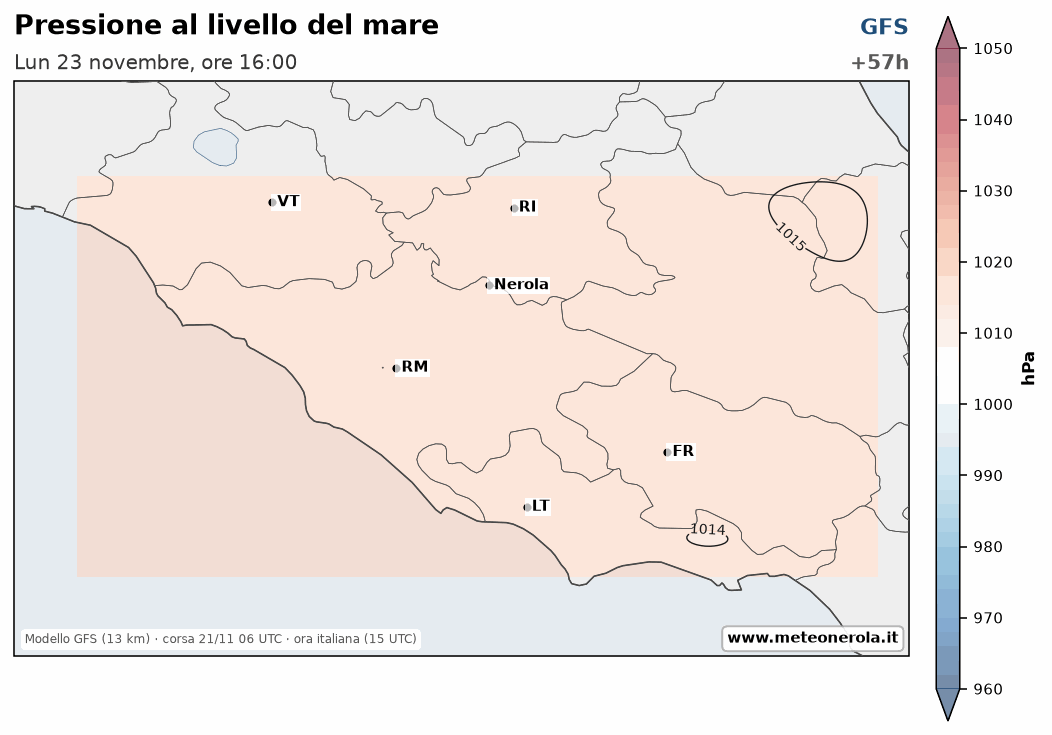 Pressione al livello del mare
GFS
Lun 23 novembre, ore 16:00
+57h
VT
RI
1015
Nerola
RM
FR
LT
1014
Modello GFS (13 km) · corsa 21/11 06 UTC · ora italiana (15 UTC)
www.meteonerola.it
1050
1040
1030
1020
1010
1000
990
980
970
960
hPa